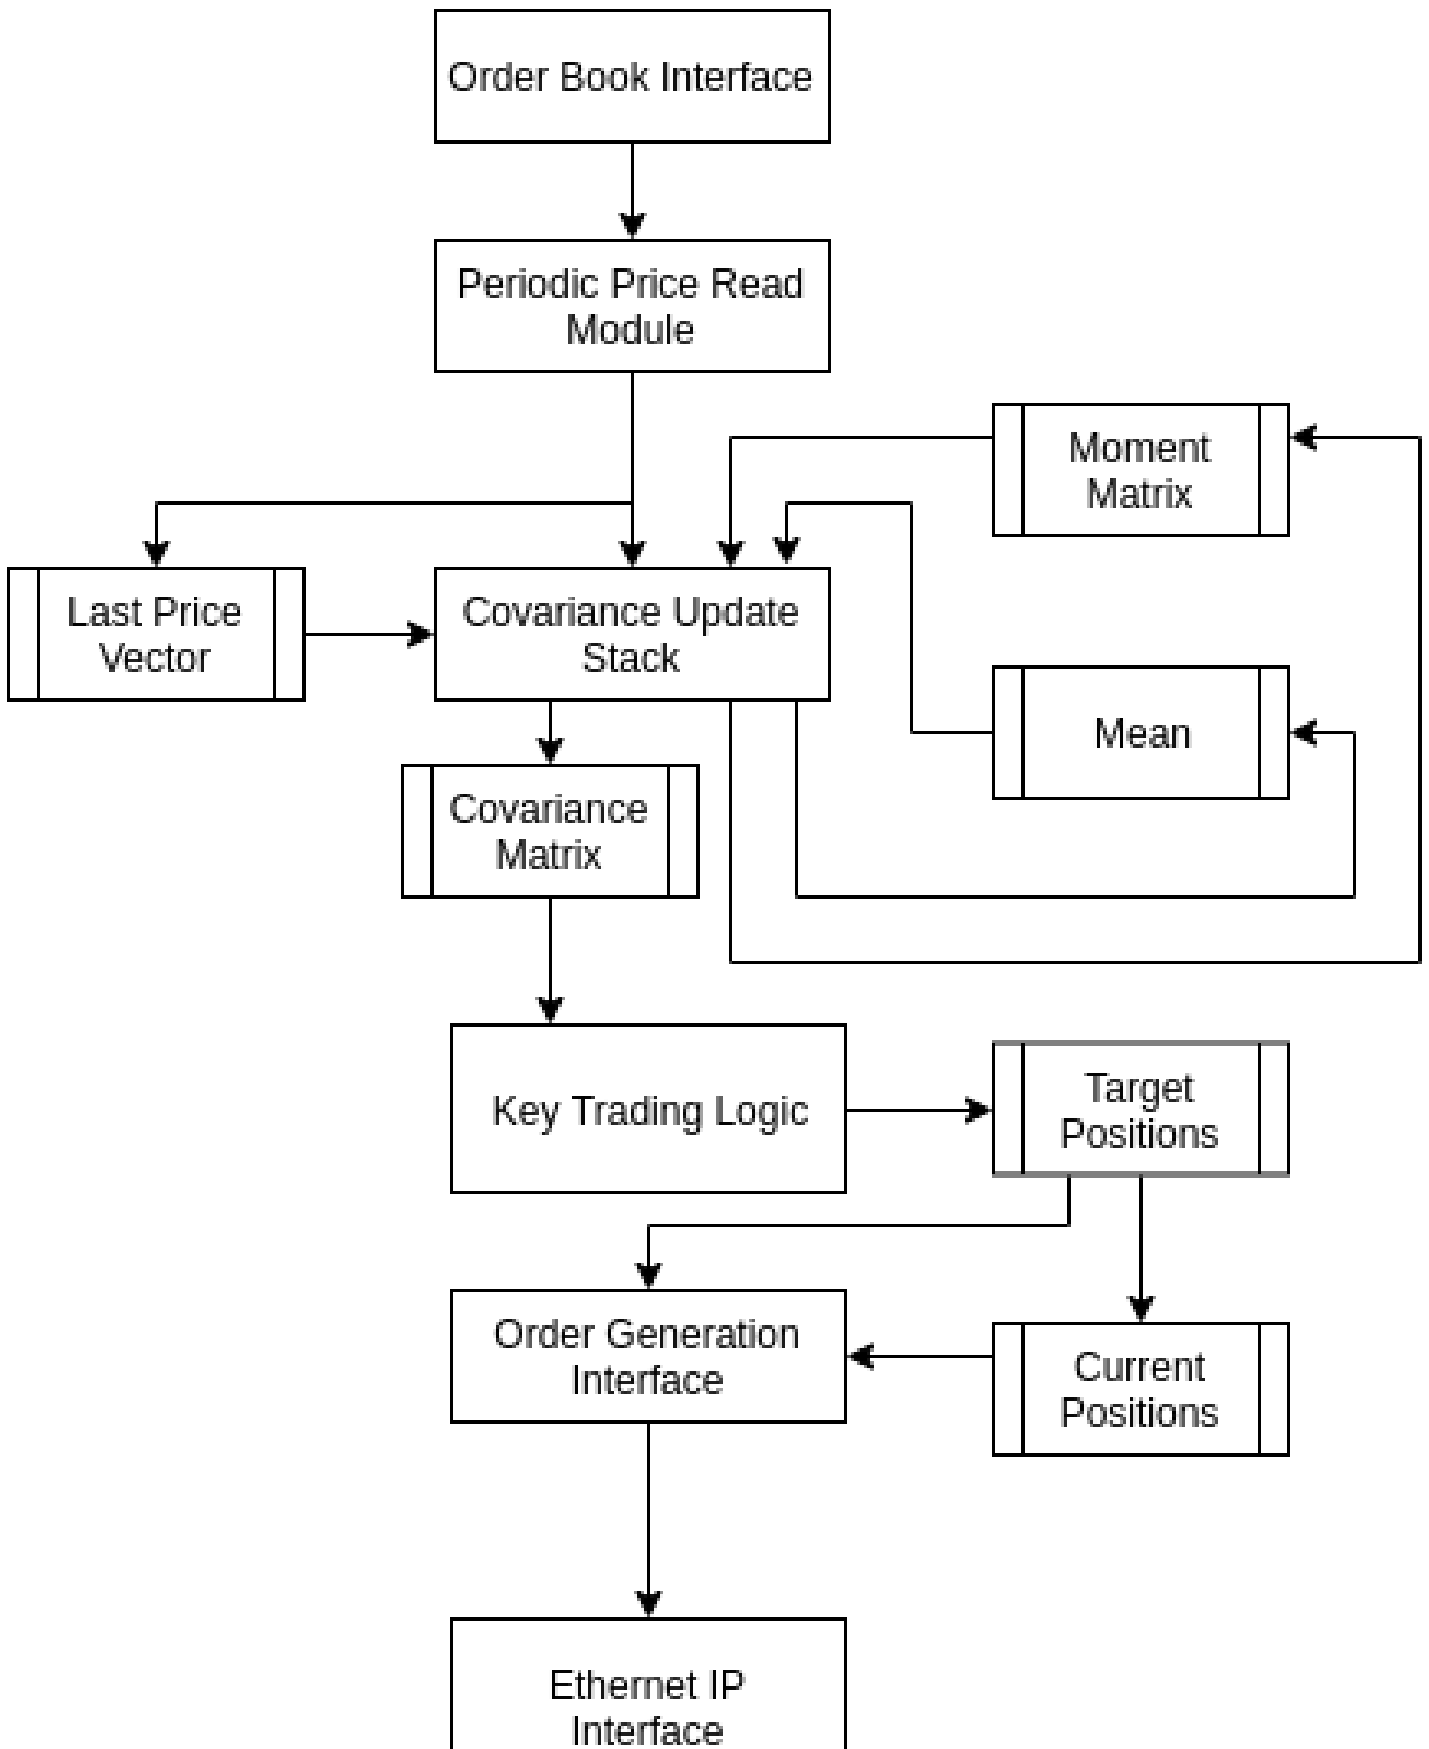 Order Book Interface
Periodic Price Read
Module
Moment
Matrix
Last Price
Vector
Covariance Update
Stack
Mean
Covariance
Matrix
Key Trading Logic
Target
Positions
Order Generation
Interface
Current
Positions
Ethernet IP
Interface